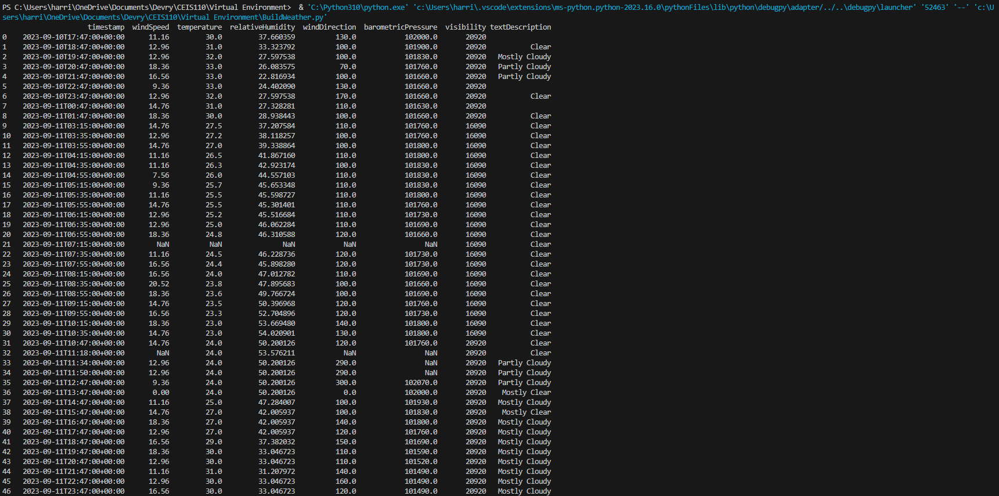 PS C:\Users\harri\OneDrive\Documents\Devry\CEIS110\Virtual Environment>  & 'C:\Python310\python.exe' 'c:\Users\harri\.vscode\extensions\ms-python.python-2023.16.0\pythonFiles\lib\python\debugpy\adapter/../..\debugpy\launcher' '52463' '--' 'c:\U
sers\harri\OneDrive\Documents\Devry\CEIS110\Virtual Environment\BuildWeather.py'
timestamp windSpeed temperature relativeHumidity windDirection barometricPressure visibility textDescription
0 2023-09-10T17:47:00+00:00 11.16 30.0 37.660359 130.0 102000.0 20920
1 2023-09-10T18:47:00+00:00 12.96 31.0 33.323792 100.0 101900.0 20920 Clear
2 2023-09-10T19:47:00+00:00 12.96 32.0 27.597538 100.0 101830.0 20920 Mostly Cloudy
3 2023-09-10T20:47:00+00:00 18.36 33.0 26.083575 70.0 101760.0 20920 Partly Cloudy
4 2023-09-10T21:47:00+00:00 16.56 33.0 22.816934 100.0 101660.0 20920 Partly Cloudy
5 2023-09-10T22:47:00+00:00 9.36 33.0 24.402090 130.0 101660.0 20920
6 2023-09-10T23:47:00+00:00 12.96 32.0 27.597538 170.0 101660.0 20920 Clear
7 2023-09-11T00:47:00+00:00 14.76 31.0 27.328281 110.0 101630.0 20920
8 2023-09-11T01:47:00+00:00 18.36 30.0 28.938443 100.0 101660.0 20920 Clear
9 2023-09-11T03:15:00+00:00 14.76 27.5 37.207584 110.0 101760.0 16090 Clear
10 2023-09-11T03:35:00+00:00 12.96 27.2 38.118257 100.0 101760.0 16090 Clear
11 2023-09-11T03:55:00+00:00 14.76 27.0 39.338864 100.0 101800.0 16090 Clear
12 2023-09-11T04:15:00+00:00 11.16 26.5 41.867160 110.0 101800.0 16090 Clear
13 2023-09-11T04:35:00+00:00 11.16 26.3 42.923174 100.0 101830.0 16090 Clear
14 2023-09-11T04:55:00+00:00 7.56 26.0 44.557103 110.0 101830.0 16090 Clear
15 2023-09-11T05:15:00+00:00 9.36 25.7 45.653348 110.0 101830.0 16090 Clear
16 2023-09-11T05:35:00+00:00 11.16 25.5 45.598727 110.0 101800.0 16090 Clear
17 2023-09-11T05:55:00+00:00 14.76 25.5 45.301401 110.0 101760.0 16090 Clear
18 2023-09-11T06:15:00+00:00 12.96 25.2 45.516684 110.0 101730.0 16090 Clear
19 2023-09-11T06:35:00+00:00 12.96 25.0 46.062284 110.0 101690.0 16090 Clear
20 2023-09-11T06:55:00+00:00 18.36 24.8 46.310588 120.0 101660.0 16090 Clear
21 2023-09-11T07:15:00+00:00 NaN NaN NaN NaN NaN 16090 Clear
22 2023-09-11T07:35:00+00:00 11.16 24.5 46.228736 120.0 101730.0 16090 Clear
23 2023-09-11T07:55:00+00:00 16.56 24.4 45.898280 120.0 101730.0 16090 Clear
24 2023-09-11T08:15:00+00:00 16.56 24.0 47.012782 110.0 101690.0 16090 Clear
25 2023-09-11T08:35:00+00:00 20.52 23.8 47.895683 100.0 101660.0 16090 Clear
26 2023-09-11T08:55:00+00:00 18.36 23.6 49.766724 100.0 101690.0 16090 Clear
27 2023-09-11T09:15:00+00:00 14.76 23.5 50.396968 120.0 101760.0 16090 Clear
28 2023-09-11T09:55:00+00:00 16.56 23.3 52.704896 120.0 101730.0 16090 Clear
29 2023-09-11T10:15:00+00:00 18.36 23.0 53.669480 140.0 101800.0 16090 Clear
30 2023-09-11T10:35:00+00:00 14.76 23.0 54.020901 130.0 101800.0 16090 Clear
31 2023-09-11T10:47:00+00:00 14.76 24.0 50.200126 120.0 101760.0 16090 Clear
32 2023-09-11T11:18:00+00:00 NaN 24.0 53.576211 NaN NaN 20920 Clear
33 2023-09-11T11:34:00+00:00 12.96 24.0 50.200126 290.0 NaN 20920 Partly Cloudy
34 2023-09-11T11:50:00+00:00 12.96 24.0 50.200126 290.0 NaN 20920 Partly Cloudy
35 2023-09-11T12:47:00+00:00 9.36 24.0 50.200126 300.0 102070.0 20920 Partly Cloudy
36 2023-09-11T13:47:00+00:00 0.00 24.0 50.200126 0.0 102000.0 20920 Mostly Clear
37 2023-09-11T14:47:00+00:00 11.16 25.0 47.284007 100.0 101930.0 20920 Mostly Cloudy
38 2023-09-11T15:47:00+00:00 14.76 27.0 42.005937 100.0 101830.0 20920 Mostly Clear
39 2023-09-11T16:47:00+00:00 18.36 27.0 42.005937 140.0 101800.0 20920 Mostly Cloudy
40 2023-09-11T17:47:00+00:00 12.96 27.0 42.005937 120.0 101760.0 20920 Mostly Cloudy
41 2023-09-11T18:47:00+00:00 16.56 29.0 37.382032 150.0 101690.0 20920 Mostly Cloudy
42 2023-09-11T19:47:00+00:00 18.36 30.0 33.046723 110.0 101590.0 20920 Mostly Cloudy
43 2023-09-11T20:47:00+00:00 12.96 30.0 33.046723 110.0 101520.0 20920 Mostly Cloudy
44 2023-09-11T21:47:00+00:00 11.16 31.0 31.207972 140.0 101490.0 20920 Mostly Cloudy
45 2023-09-11T22:47:00+00:00 12.96 30.0 33.046723 160.0 101490.0 20920 Mostly Cloudy
46 2023-09-11T23:47:00+00:00 16.56 30.0 33.046723 120.0 101490.0 20920 Mostly Cloudy